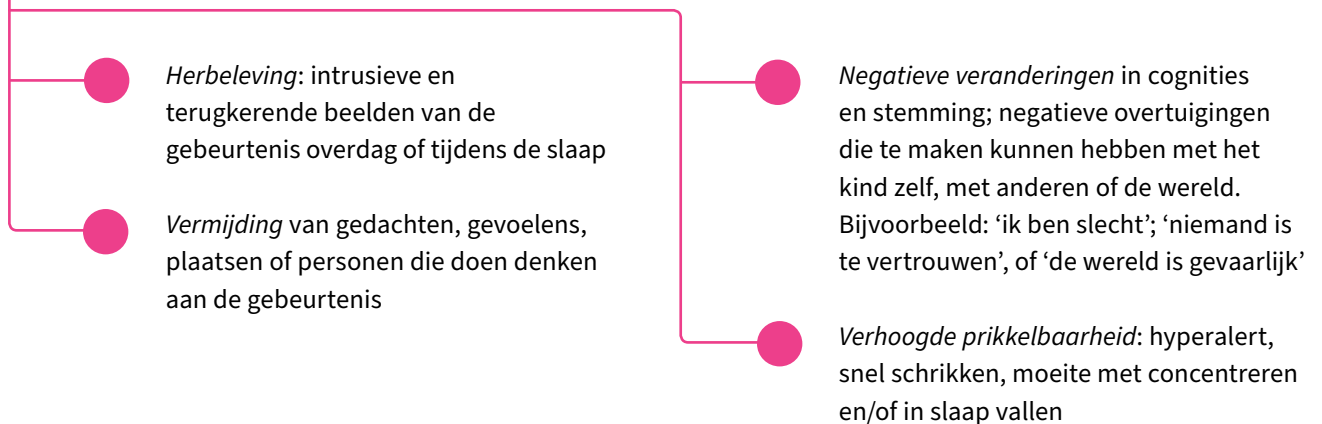 Herbeleving: intrusieve en
terugkerende beelden van de
gebeurtenis overdag of tijdens de slaap
Vermijding van gedachten, gevoelens,
plaatsen of personen die doen denken
aan de gebeurtenis
Negatieve veranderingen in cognities
en stemming; negatieve overtuigingen
die te maken kunnen hebben met het
kind zelf, met anderen of de wereld.
Bijvoorbeeld: ‘ik ben slecht’; ‘niemand is
te vertrouwen’, of ‘de wereld is gevaarlijk’
Verhoogde prikkelbaarheid: hyperalert,
snel schrikken, moeite met concentreren
en/of in slaap vallen